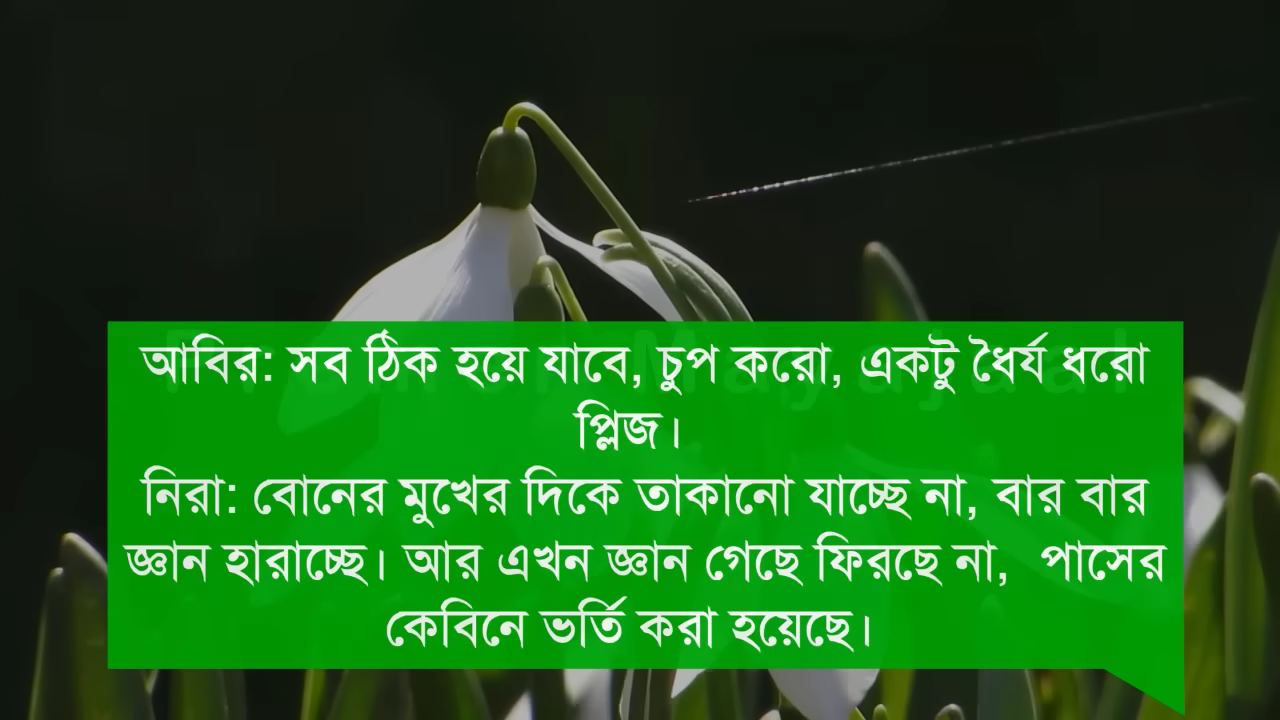 আবির: সব ঠিক হয়ে যাবে, চুপ করো, একটু ধৈর্য ধরো
প্লিজ।
নিরা: বোনের মুখের দিকে তাকানো যাচ্ছে না, বার বার
জ্ঞান হারাচ্ছে। আর এখন জ্ঞান গেছে ফিরছে না,  পাসের
কেবিনে ভর্তি করা হয়েছে।